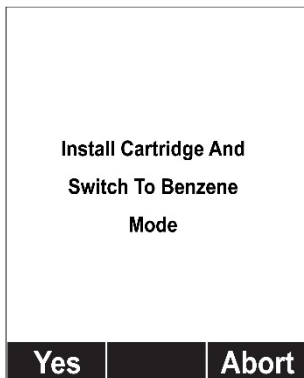 Install Cartridge And
Switch To Benzene
Mode
Yes Abort